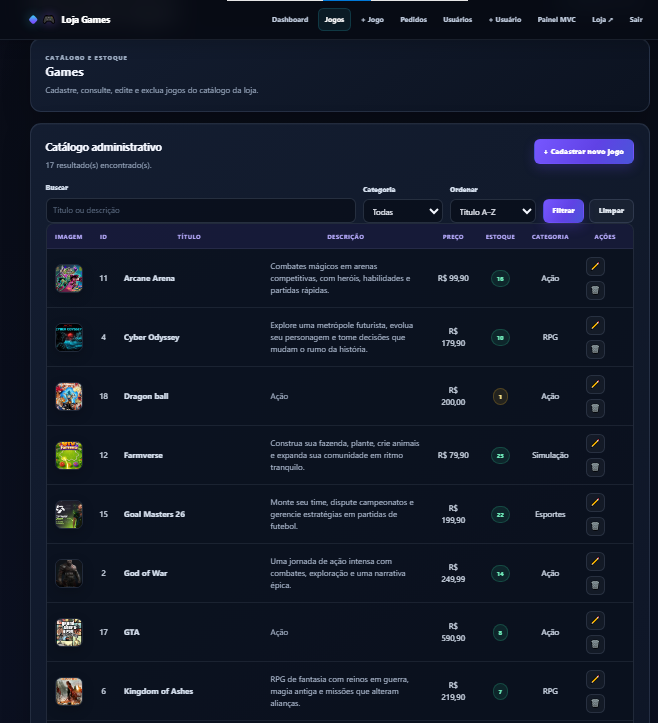 Loja Games Dashboard Jogos + Jogo Pedidos Usuários + Usuário Painel MVC Loja ↗ Sair
CATÁLOGO E ESTOQUE
Games
Cadastre, consulte, edite e exclua jogos do catálogo da loja.
Catálogo administrativo
+ Cadastrar novo jogo
17 resultado(s) encontrado(s).
Buscar Categoria Ordenar
Título ou descrição Todas Título A–Z Filtrar Limpar
IMAGEM ID TÍTULO DESCRIÇÃO PREÇO ESTOQUE CATEGORIA AÇÕES
Combates mágicos em arenas
11 Arcane Arena competitivas, com heróis, habilidades e R$ 99,90 16 Ação
partidas rápidas.
Explore uma metrópole futurista, evolua R$
4 Cyber Odyssey seu personagem e tome decisões que 18 RPG
mudam o rumo da história. 179,90
R$
18 Dragon ball Ação 1 Ação
200,00
Construa sua fazenda, plante, crie animais
12 Farmverse e expanda sua comunidade em ritmo R$ 79,90 25 Simulação
tranquilo.
Monte seu time, dispute campeonatos e R$
15 Goal Masters 26 gerencie estratégias em partidas de 22 Esportes
futebol. 199,90
Uma jornada de ação intensa com R$
2 God of War combates, exploração e uma narrativa 14 Ação
épica. 249,99
R$
17 GTA Ação 8 Ação
590,90
RPG de fantasia com reinos em guerra, R$
6 Kingdom of Ashes magia antiga e missões que alteram 7 RPG
alianças. 219,90